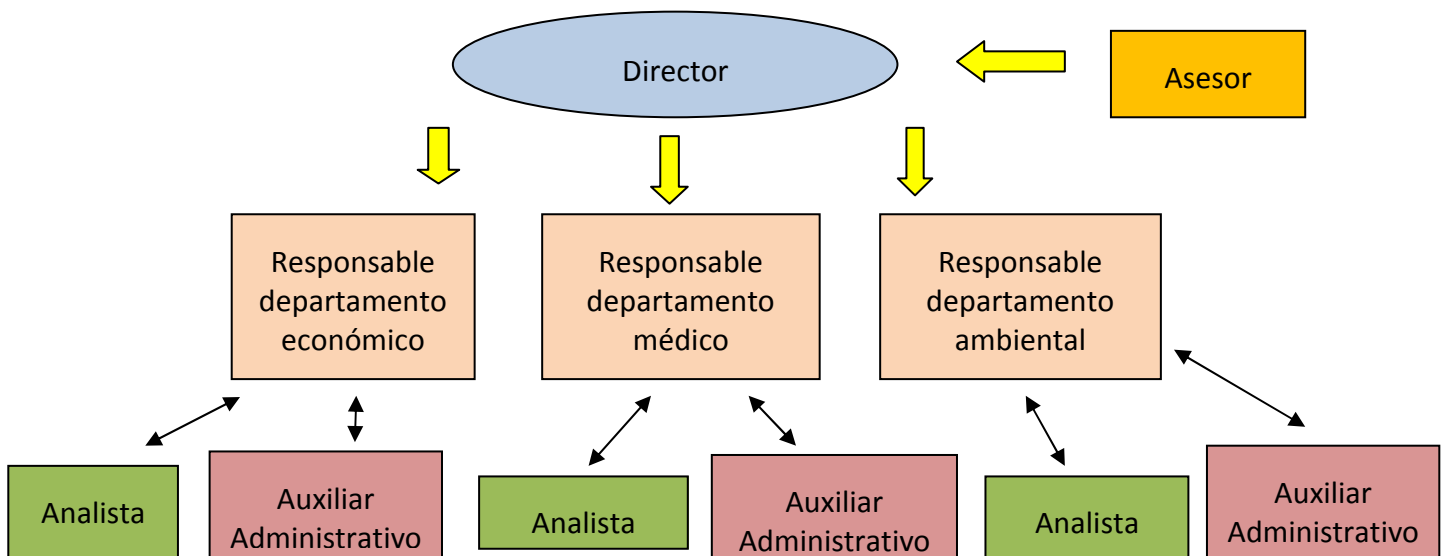 Director
Asesor
Responsable
departamento
económico
Responsable
departamento
médico
Responsable
departamento
ambiental
Analista
Auxiliar
Administrativo
Analista
Auxiliar
Administrativo
Analista
Auxiliar
Administrativo